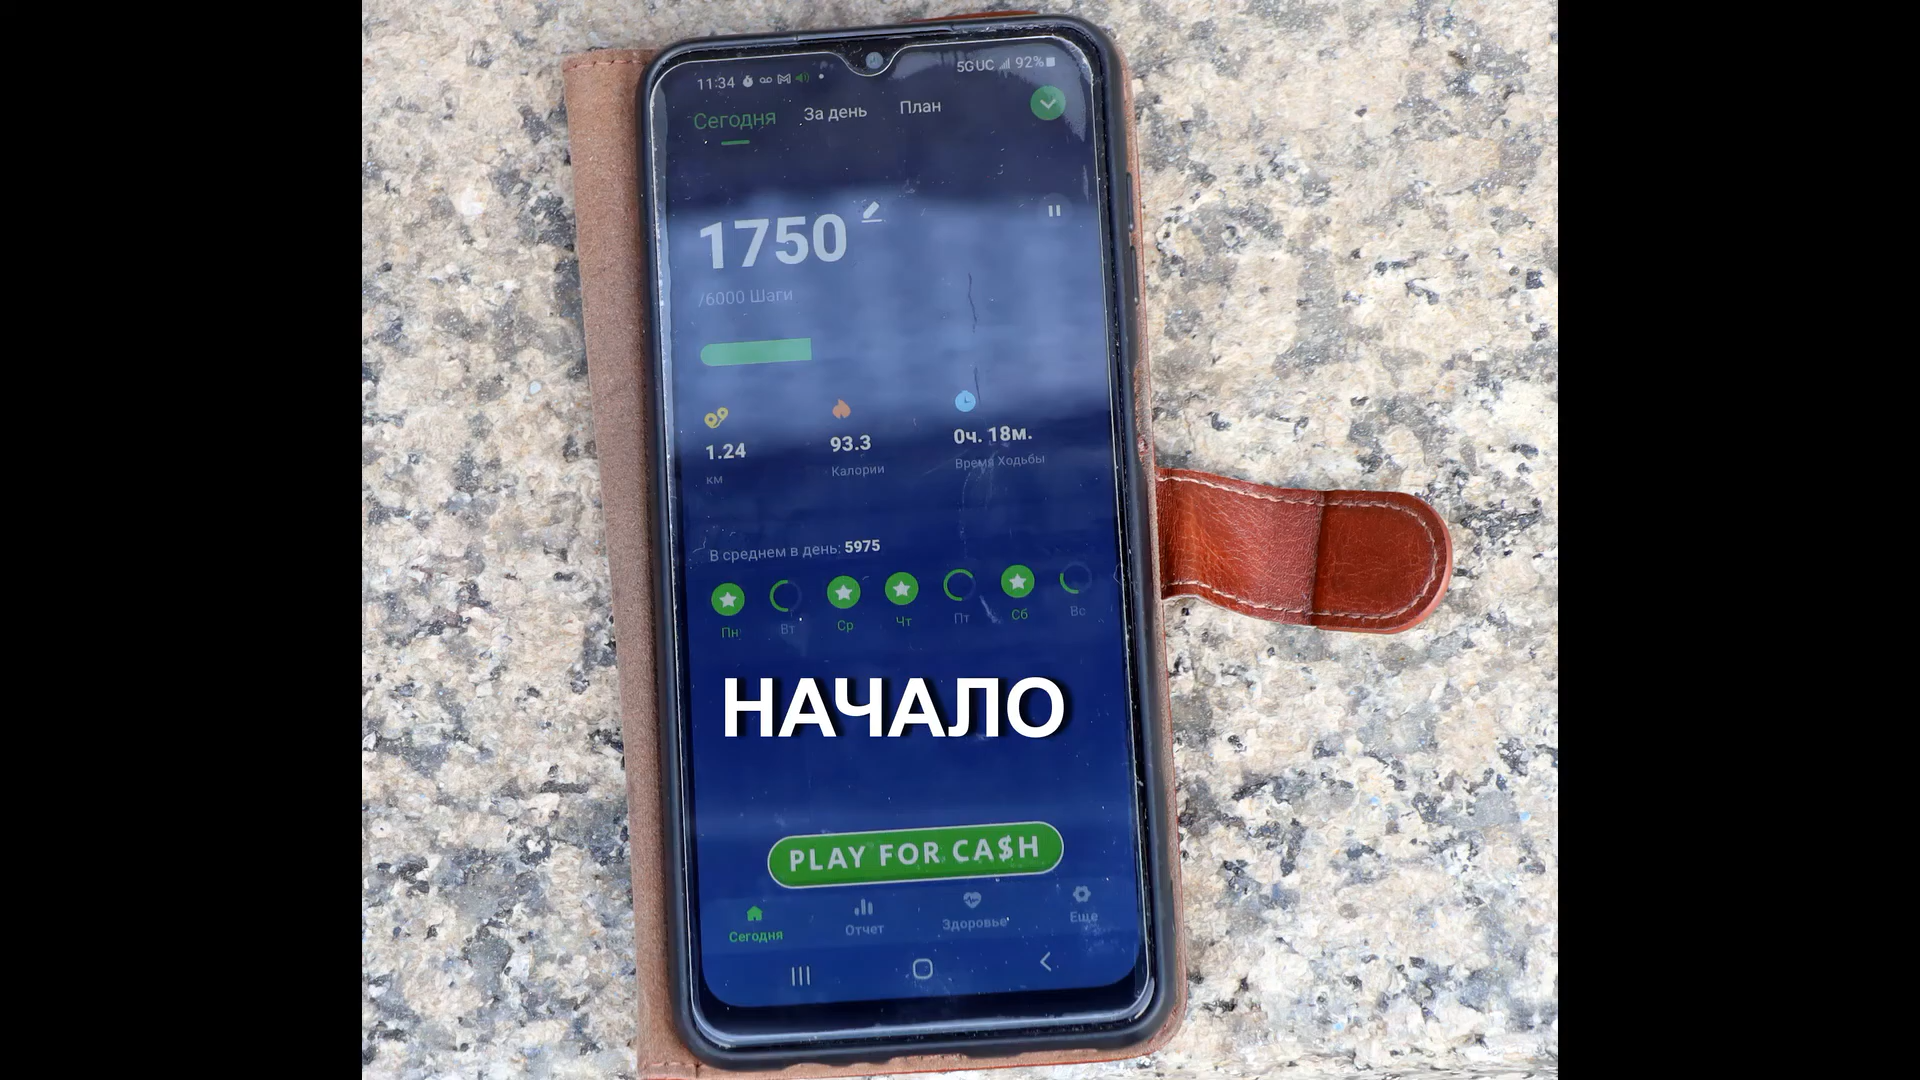 11:34
5G UC 92%
Сегодня За день План
1750
/6000 Шаги
1.24 93.3 0ч. 18м.
км Калории Время Ходьбы
В среднем в день: 5975
Пн Вт Ср Чт Пт Сб Вс
НАЧАЛО
PLAY FOR CA$H
Сегодня Отчет Здоровье Еще